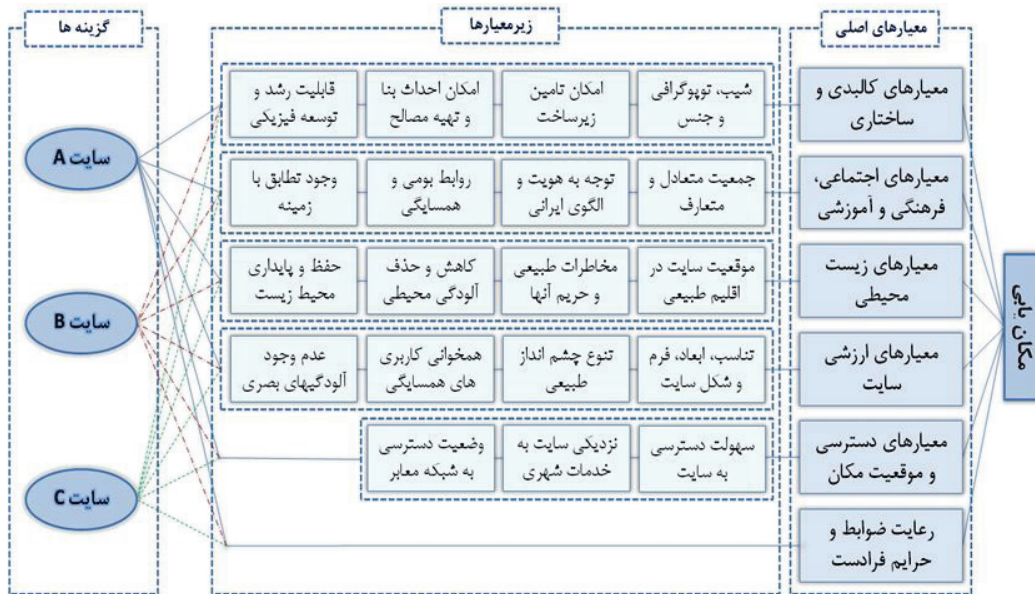 معیارهای اصلی
زیرمعیارها
گزینه ها
مکان یابی
معیارهای کالبدی و
ساختاری
شیب، توپوگرافی
و جنس
امکان تامین
زیرساخت
امکان احداث بنا
و تهیه مصالح
قابلیت رشد و
توسعه فیزیکی
معیارهای اجتماعی،
فرهنگی و آموزشی
جمعیت متعادل و
متعارف
توجه به هویت و
الگوی ایرانی
روابط بومی و
همسایگی
وجود تطابق با
زمینه
معیارهای زیست
محیطی
موقعیت سایت در
اقلیم طبیعی
مخاطرات طبیعی
و حریم آنها
کاهش و حذف
آلودگی محیطی
حفظ و پایداری
محیط زیست
معیارهای ارزشی
سایت
تناسب، ابعاد، فرم
و شکل سایت
تنوع چشم انداز
طبیعی
همخوانی کاربری
های همسایگی
عدم وجود
آلودگیهای بصری
معیارهای دسترسی
و موقعیت مکان
سهولت دسترسی
به سایت
نزدیکی سایت به
خدمات شهری
وضعیت دسترسی
به شبکه معابر
رعایت ضوابط و
حرایم فرادست
سایت A
سایت B
سایت C